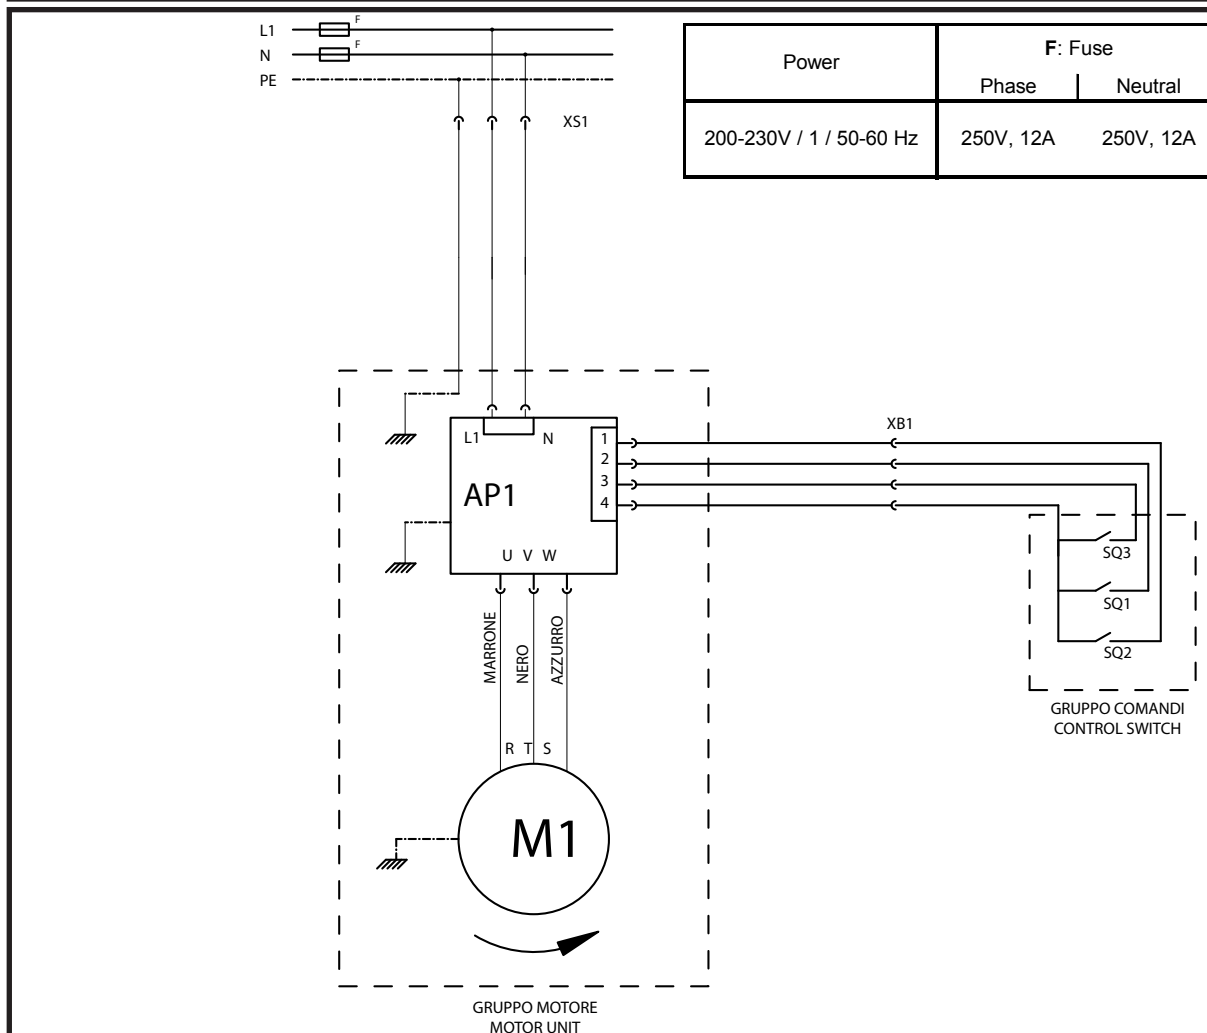 L1
F
N
F
PE
XS1
Power
F: Fuse
Phase
Neutral
200-230V / 1 / 50-60 Hz
250V, 12A
250V, 12A
L1
N
AP1
1
2
3
4
U V W
XB1
SQ3
SQ1
SQ2
GRUPPO COMANDI
CONTROL SWITCH
MARRONE
NERO
AZZURRO
R T S
M1
GRUPPO MOTORE
MOTOR UNIT